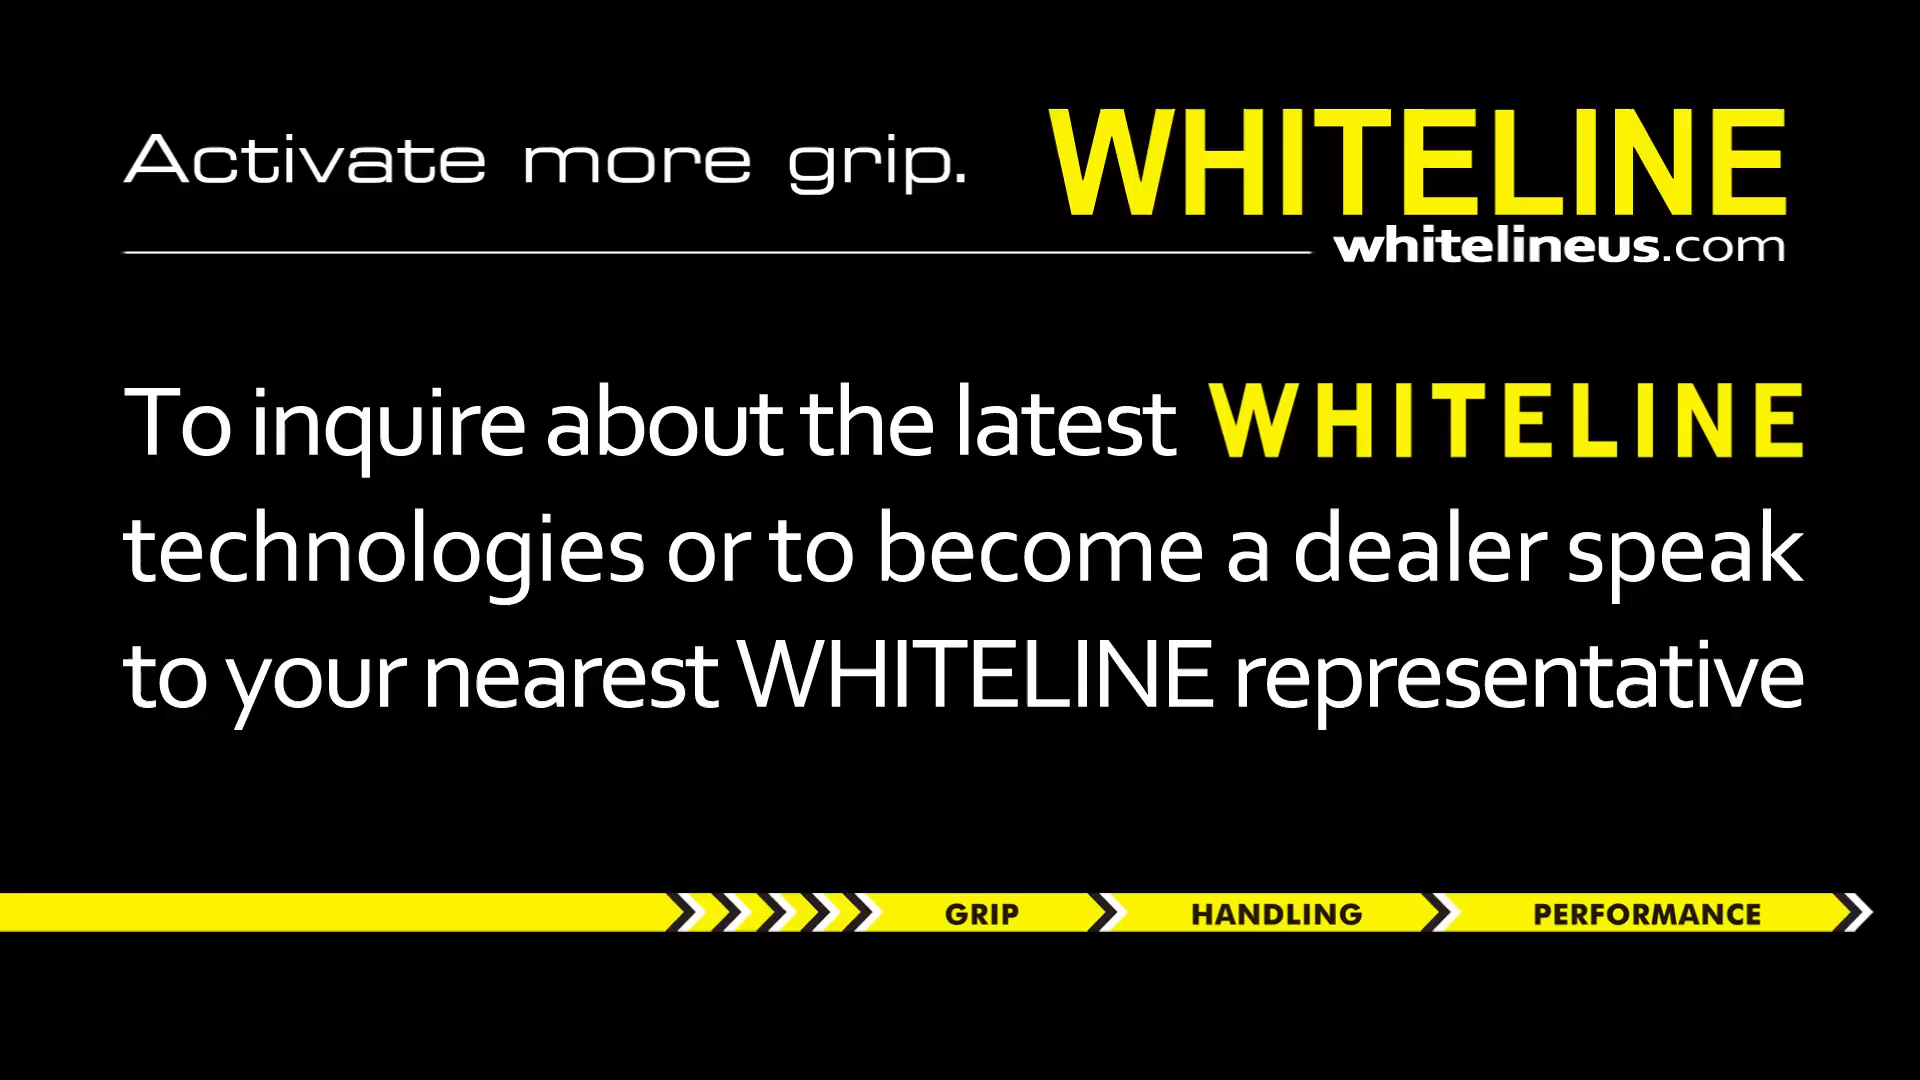 Activate more grip.
WHITELINE
whitelineus.com
To inquire about the latest WHITELINE
technologies or to become a dealer speak
to your nearest WHITELINE representative
GRIP HANDLING PERFORMANCE